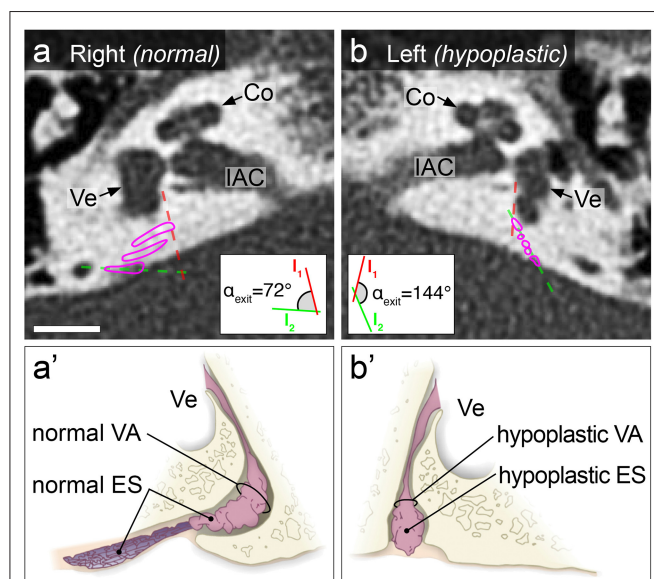 a Right (normal)
Co
IAC
Ve
l₁
αexit=72°
l₂
b Left (hypoplastic)
Co
IAC
Ve
l₁
αexit=144°
l₂
a'
Ve
normal VA
normal ES
b'
Ve
hypoplastic VA
hypoplastic ES